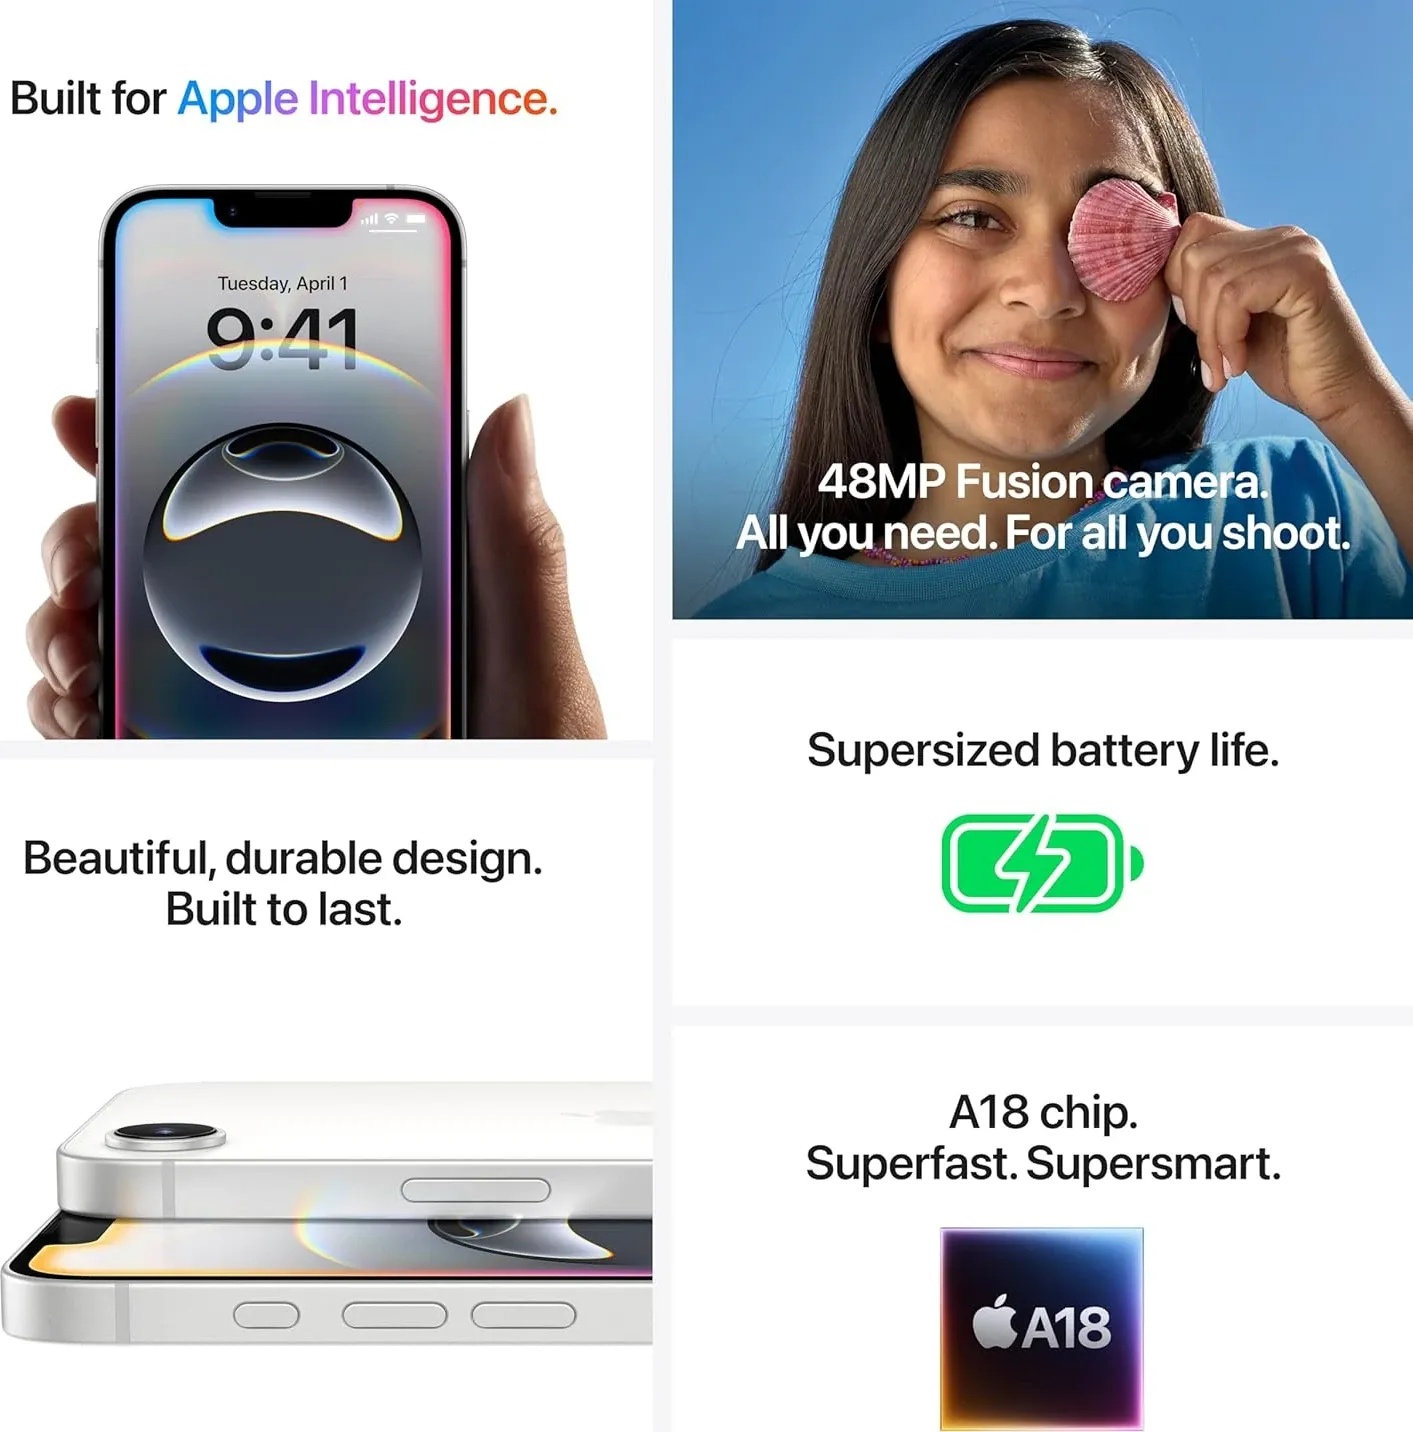 Built for Apple Intelligence.
Tuesday, April 1
9:41
48MP Fusion camera.
All you need. For all you shoot.
Beautiful, durable design.
Built to last.
Supersized battery life.
A18 chip.
Superfast. Supersmart.
A18